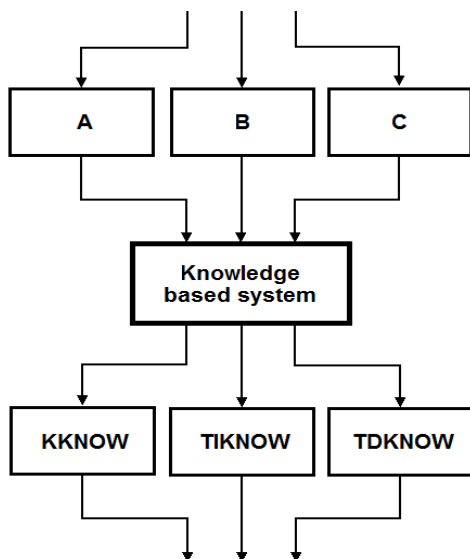 A
B
C
Knowledge
based system
KKNOW
TIKNOW
TDKNOW